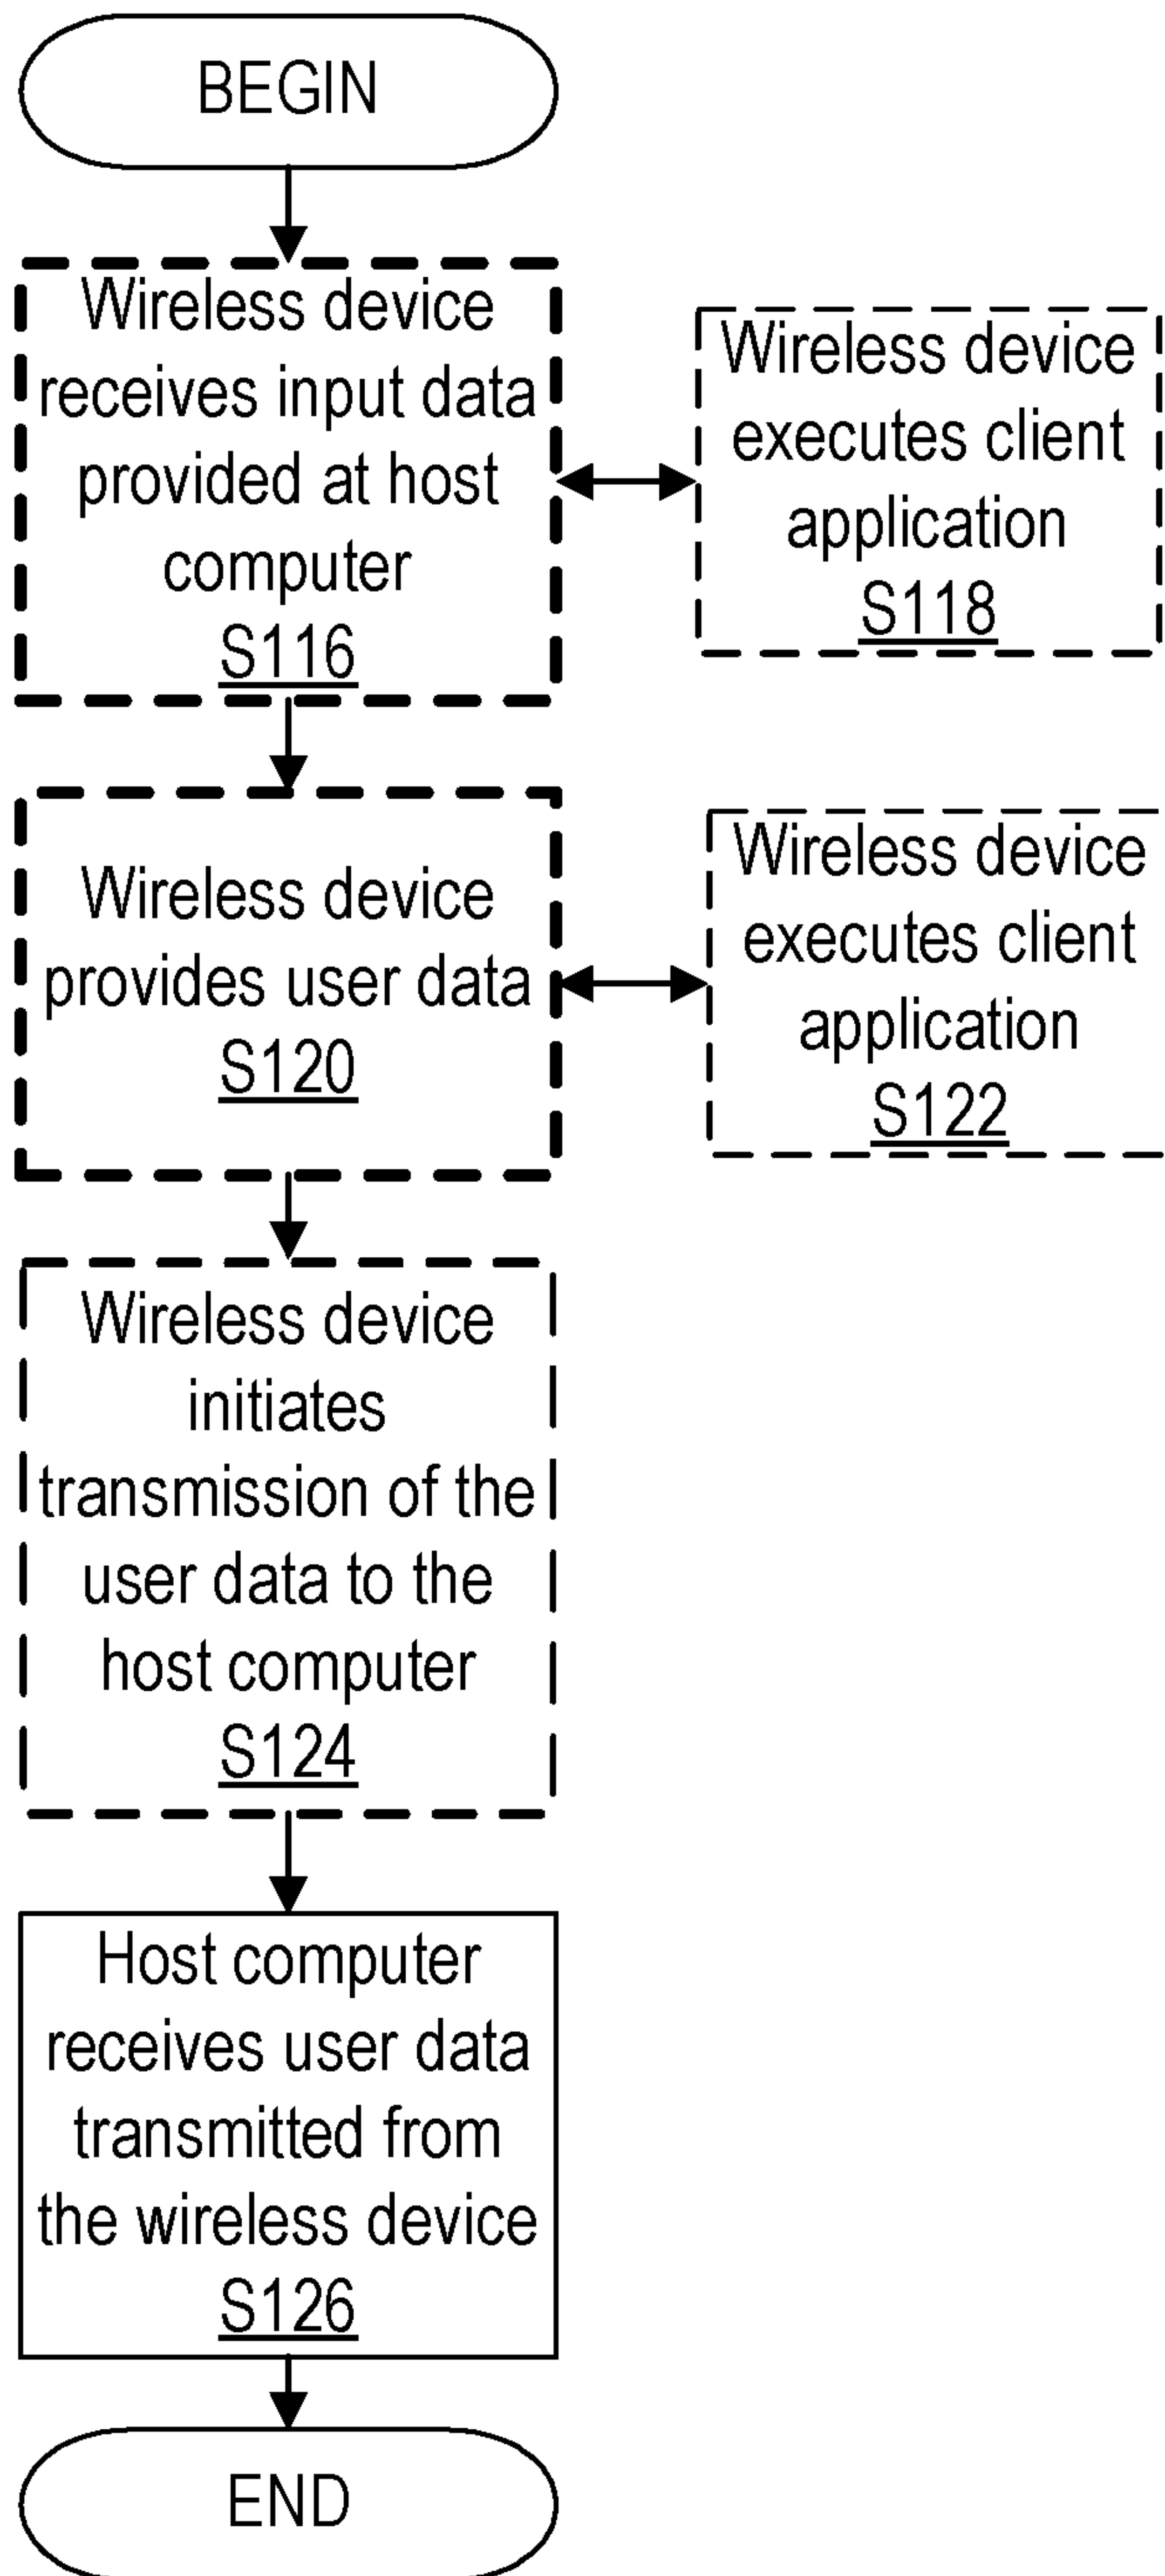 BEGIN
Wireless device
receives input data
provided at host
computer
S116
Wireless device
executes client
application
S118
Wireless device
provides user data
S120
Wireless device
executes client
application
S122
Wireless device
initiates
transmission of the
user data to the
host computer
S124
Host computer
receives user data
transmitted from
the wireless device
S126
END